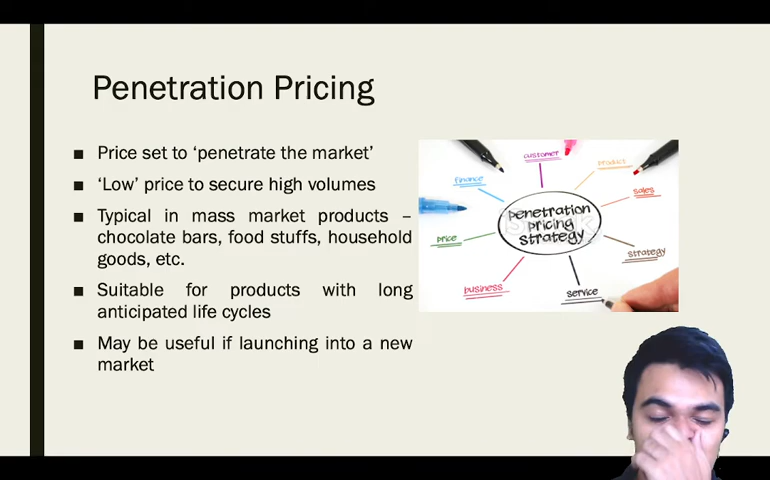 Penetration Pricing
■ Price set to ‘penetrate the market’
■ ‘Low’ price to secure high volumes
■ Typical in mass market products –
chocolate bars, food stuffs, household
goods, etc.
■ Suitable for products with long
anticipated life cycles
■ May be useful if launching into a new
market
customer
product
finance
sales
penetration
pricing
strategy
price
strategy
business
service